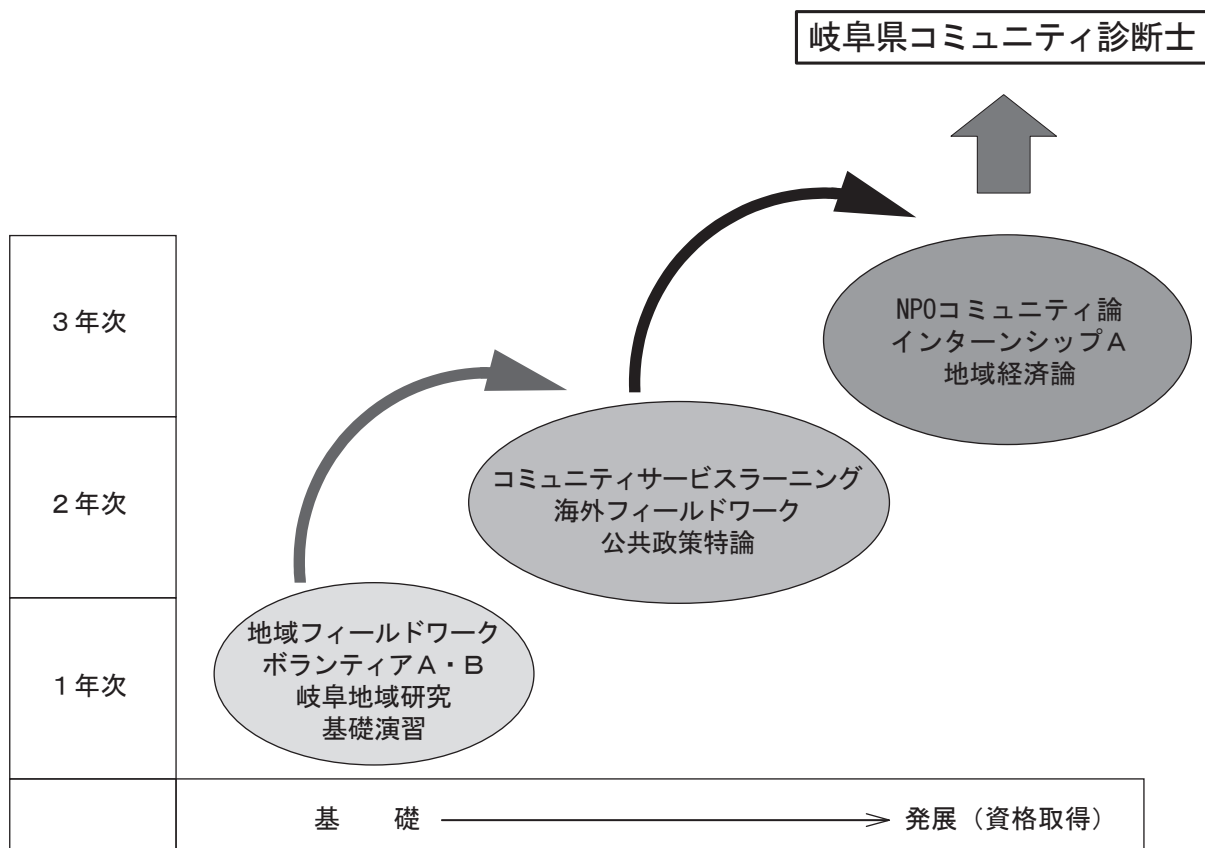 岐阜県コミュニティ診断士
3年次
NPOコミュニティ論
インターンシップA
地域経済論
2年次
コミュニティサービスラーニング
海外フィールドワーク
公共政策特論
1年次
地域フィールドワーク
ボランティアA・B
岐阜地域研究
基礎演習
基　礎
発展（資格取得）